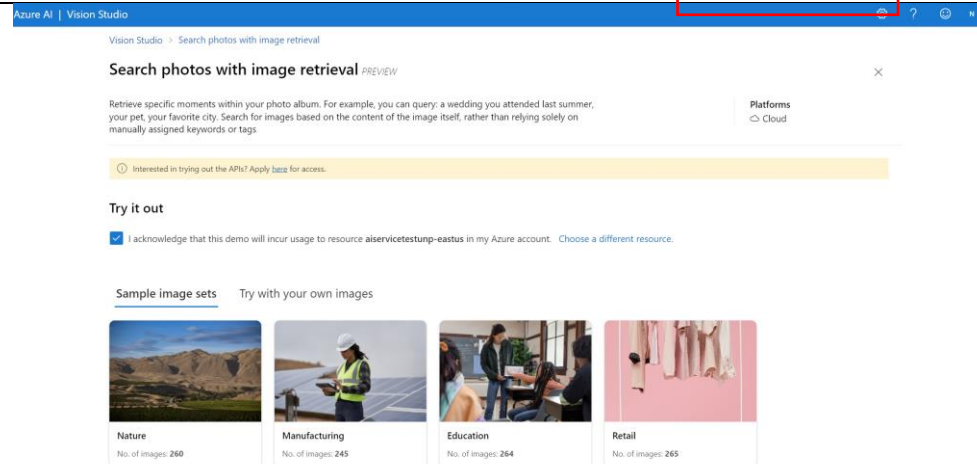 Azure AI | Vision Studio
?
N
Vision Studio > Search photos with image retrieval
Search photos with image retrieval PREVIEW
Retrieve specific moments within your photo album. For example, you can query: a wedding you attended last summer,
your pet, your favorite city. Search for images based on the content of the image itself, rather than relying solely on
manually assigned keywords or tags
Platforms
Cloud
Interested in trying out the APIs? Apply here for access.
Try it out
I acknowledge that this demo will incur usage to resource aiservicetestunp-eastus in my Azure account. Choose a different resource.
Sample image sets Try with your own images
Nature
No. of images: 260
Manufacturing
No. of images: 245
Education
No. of images: 264
Retail
No. of images: 265